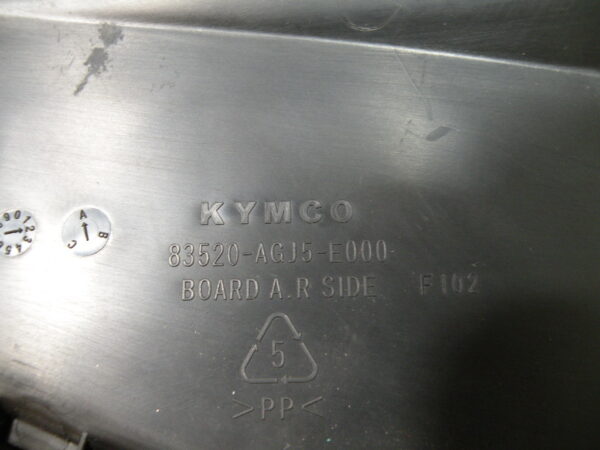 KYMCO
83520-AGJ5-E000-
BOARD A.R SIDE F102
A
B
C
5
>PP<